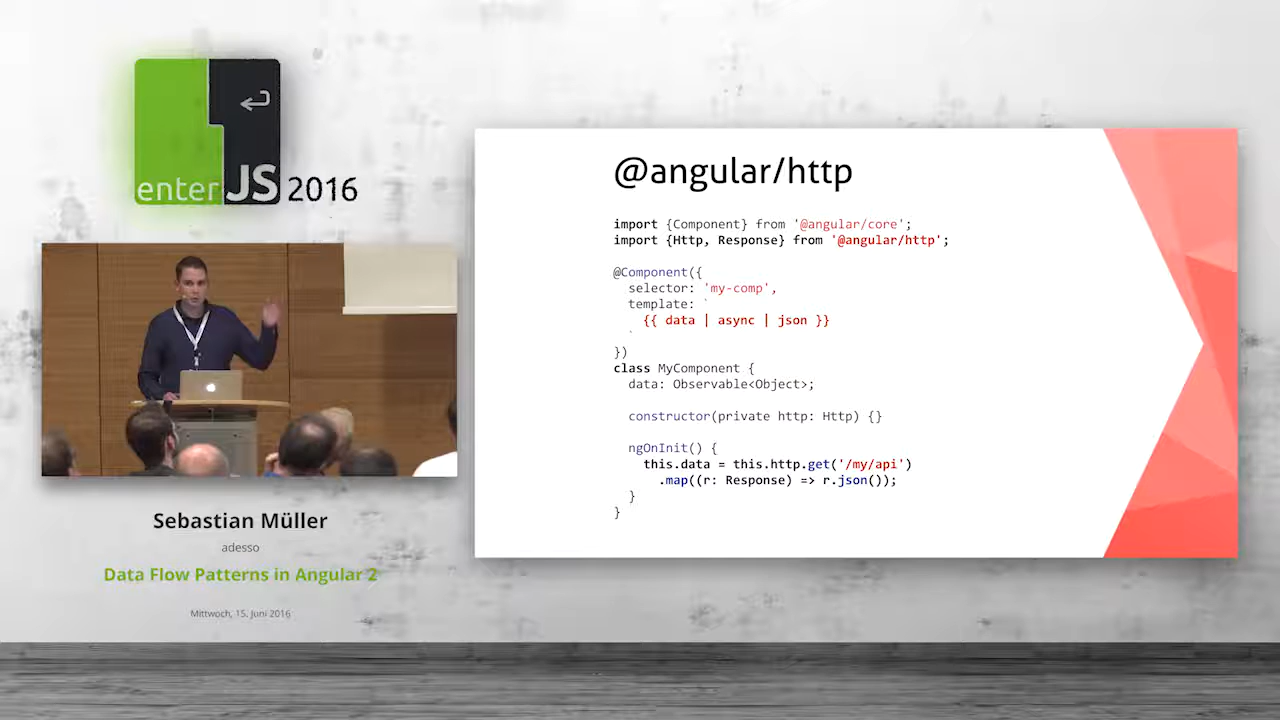 enterJS 2016
Sebastian Müller
adesso
Data Flow Patterns in Angular 2
Mittwoch, 15. Juni 2016
@angular/http
import {Component} from '@angular/core';
import {Http, Response} from '@angular/http';
@Component({
  selector: 'my-comp',
  template: `
    {{ data | async | json }}
  `
})
class MyComponent {
  data: Observable<Object>;
  constructor(private http: Http) {}
  ngOnInit() {
    this.data = this.http.get('/my/api')
      .map((r: Response) => r.json());
  }
}